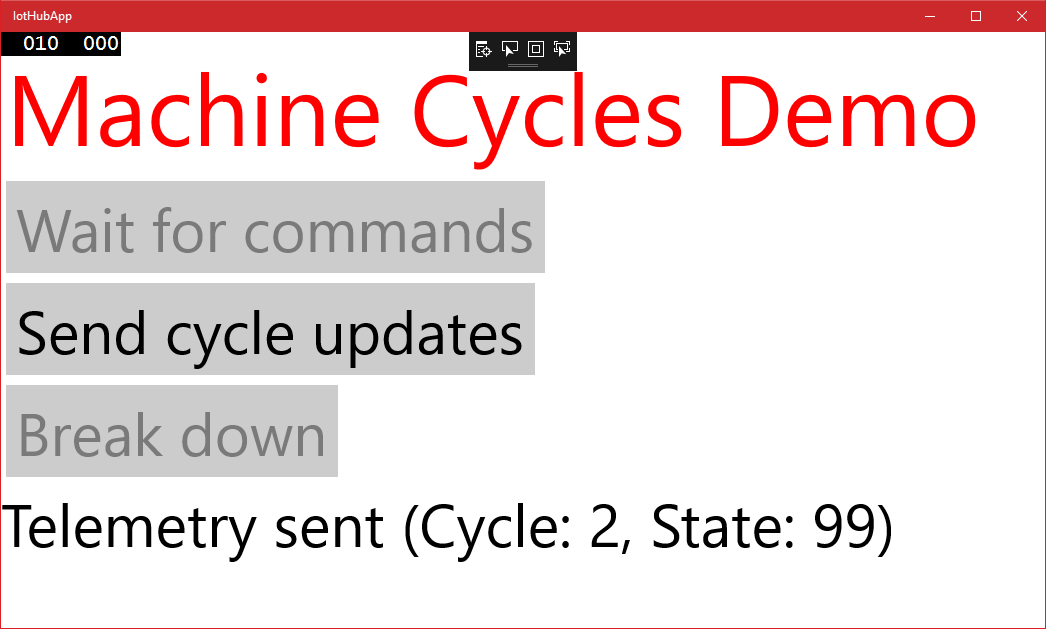 IotHubApp
010 000
Machine Cycles Demo
Wait for commands
Send cycle updates
Break down
Telemetry sent (Cycle: 2, State: 99)